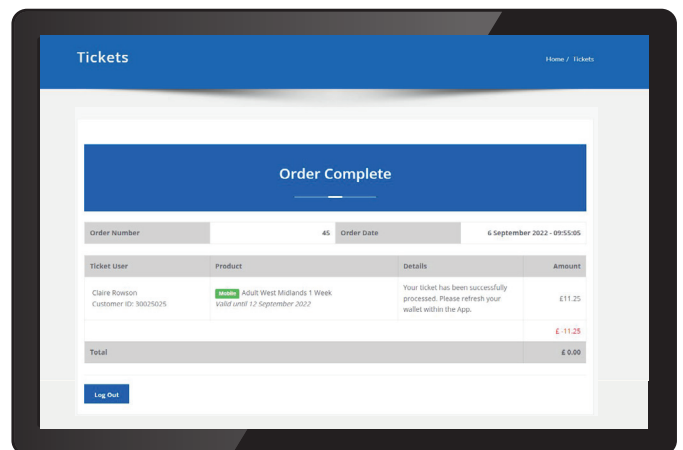 Tickets
Home / Tickets
Order Complete
Order Number 45 Order Date 6 September 2022 - 09:55:05
Ticket User Product Details Amount
Claire Rowson
Customer ID: 30025025
Mobile Adult West Midlands 1 Week
Valid until 12 September 2022
Your ticket has been successfully
processed. Please refresh your
wallet within the App.
£11.25
£ -11.25
Total £ 0.00
Log Out